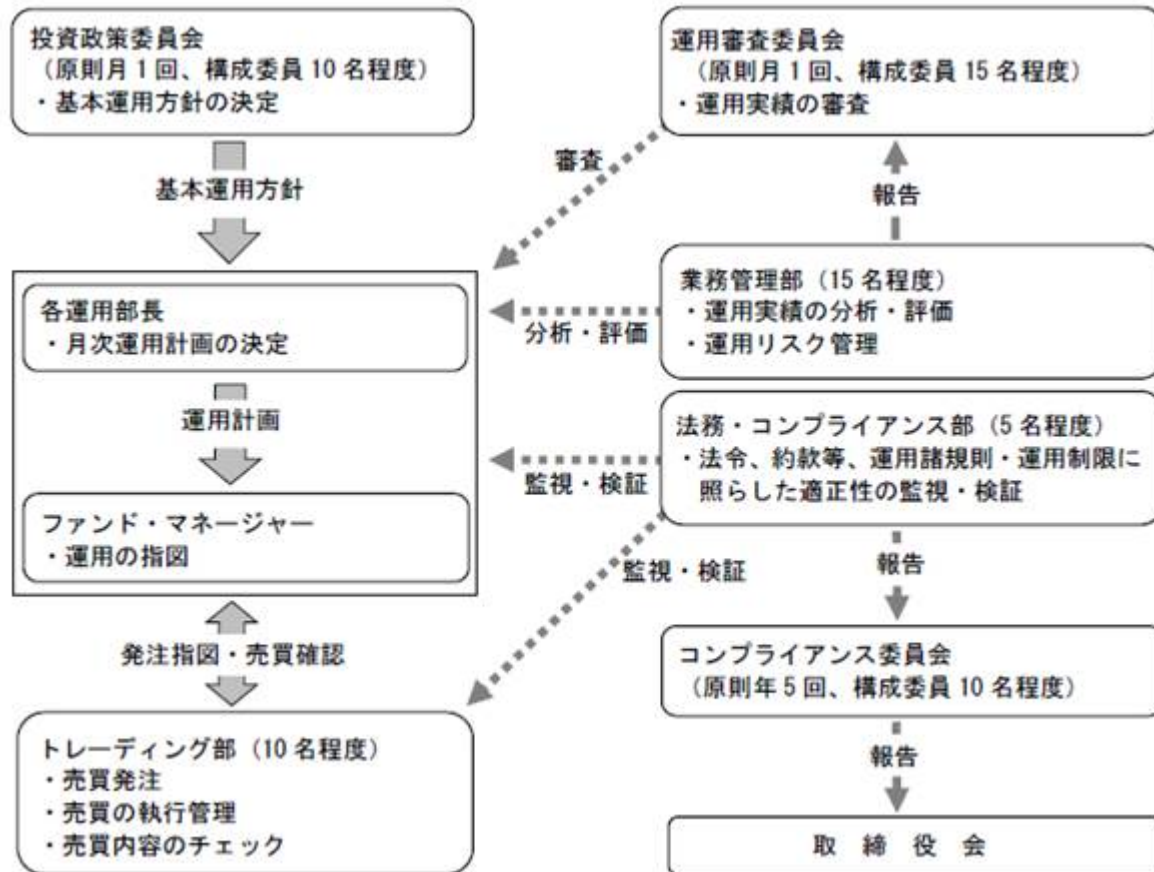 投資政策委員会
（原則月1回、構成委員10名程度）
・基本運用方針の決定
基本運用方針
各運用部長
・月次運用計画の決定
運用計画
ファンド・マネージャー
・運用の指図
発注指図・売買確認
トレーディング部（10名程度）
・売買発注
・売買の執行管理
・売買内容のチェック
運用審査委員会
（原則月1回、構成委員15名程度）
・運用実績の審査
審査
報告
業務管理部（15名程度）
・運用実績の分析・評価
・運用リスク管理
分析・評価
法務・コンプライアンス部（5名程度）
・法令、約款等、運用諸規則・運用制限に
照らした適正性の監視・検証
監視・検証
監視・検証
報告
コンプライアンス委員会
（原則年5回、構成委員10名程度）
報告
取締役会